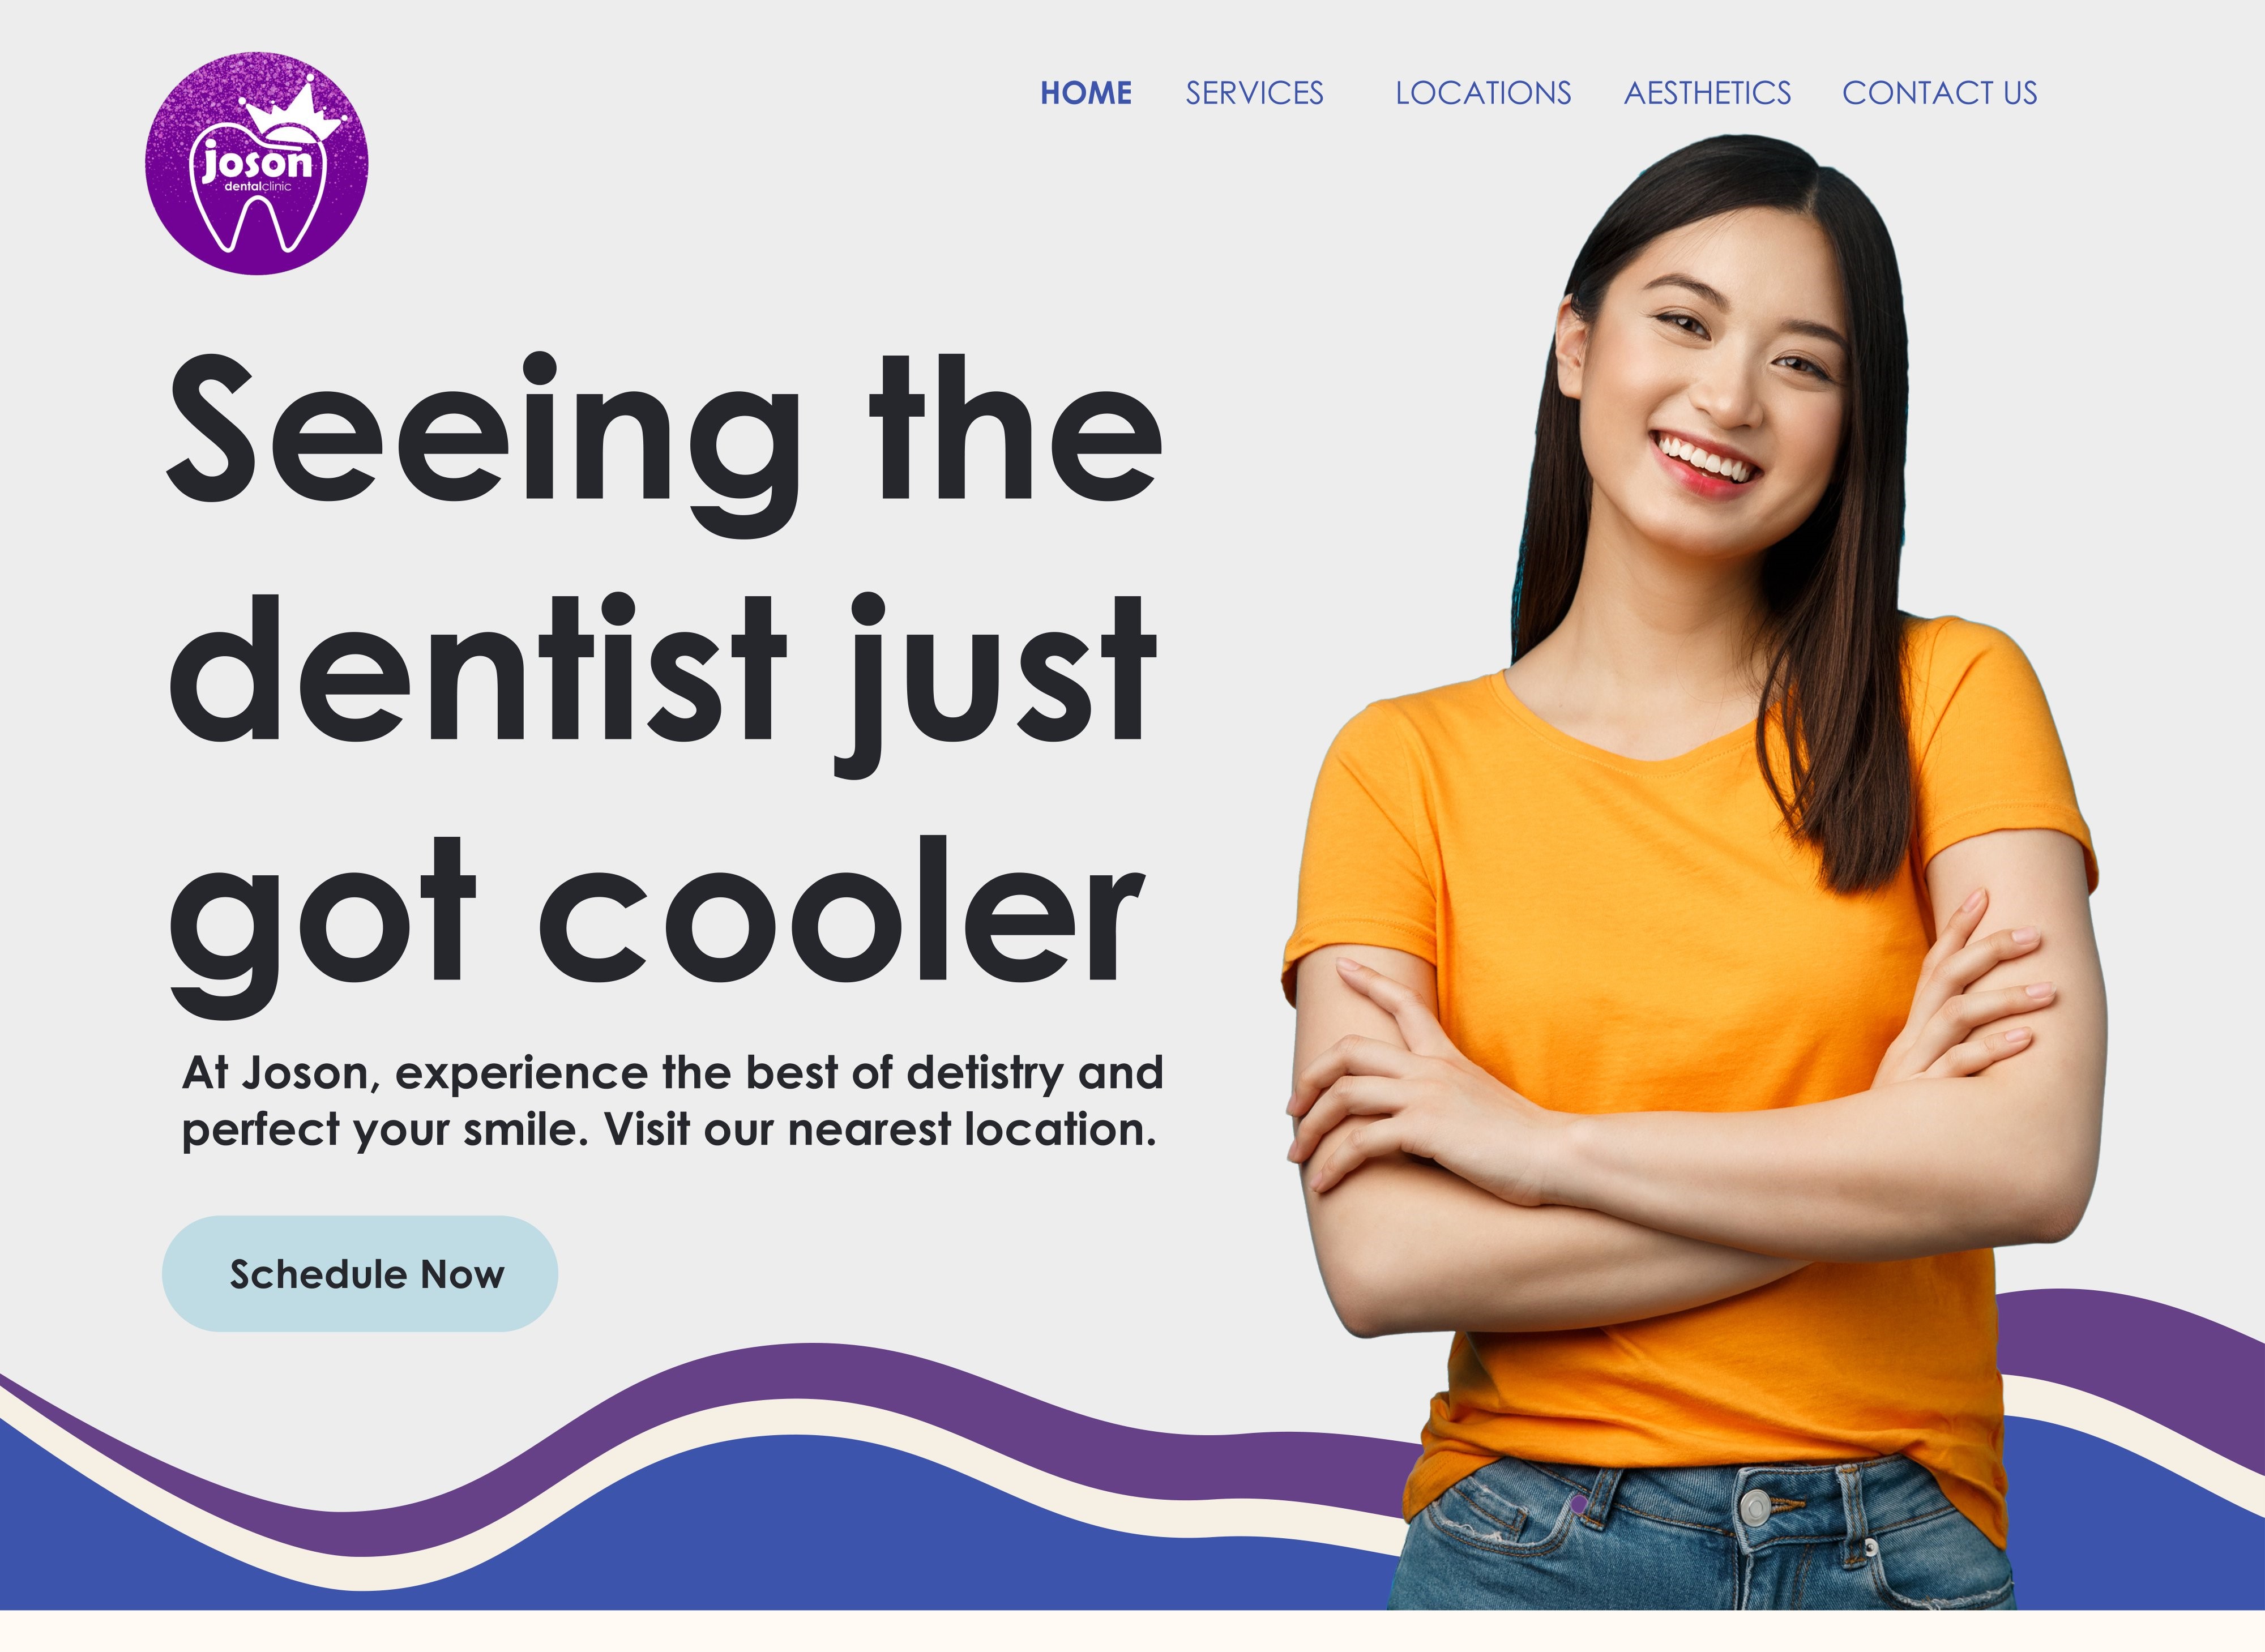 joson
dentalclinic
HOME SERVICES LOCATIONS AESTHETICS CONTACT US
Seeing the
dentist just
got cooler
At Joson, experience the best of detistry and
perfect your smile. Visit our nearest location.
Schedule Now